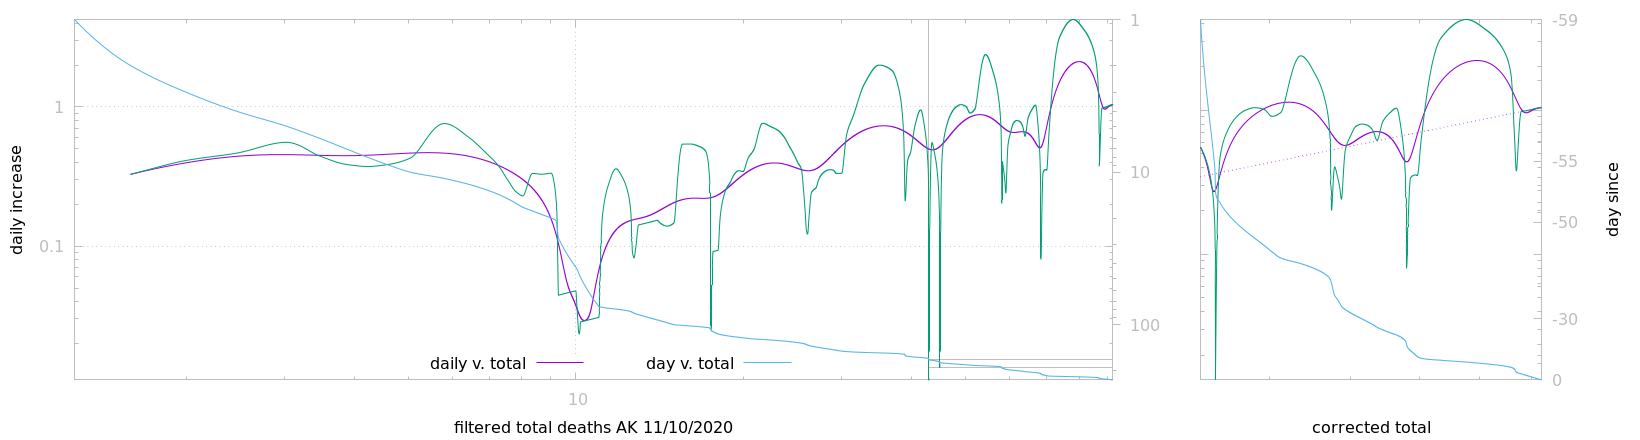 1
-59
daily increase
1
10
-55
-50
day since
0.1
-30
100
daily v. total
day v. total
0
10
filtered total deaths AK 11/10/2020
corrected total